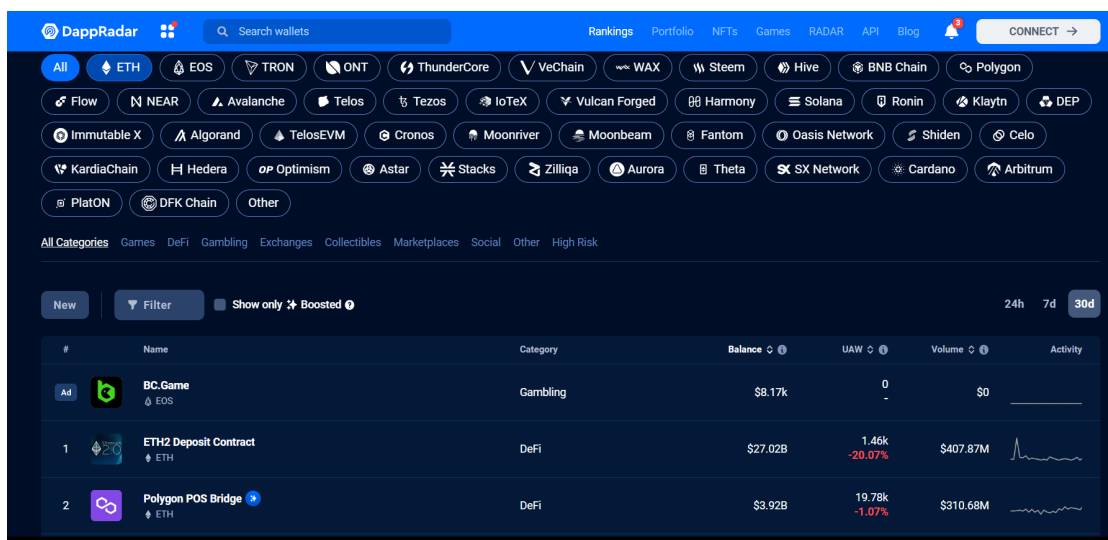 DappRadar Search wallets Rankings Portfolio NFTs Games RADAR API Blog 3 CONNECT →
All ETH EOS TRON ONT ThunderCore VeChain WAX Steem Hive BNB Chain Polygon
Flow NEAR Avalanche Telos Tezos IoTeX Vulcan Forged Harmony Solana Ronin Klaytn DEP
Immutable X Algorand TelosEVM Cronos Moonriver Moonbeam Fantom Oasis Network Shiden Celo
KardiaChain Hedera OP Optimism Astar Stacks Zilliqa Aurora Theta SX SX Network Cardano Arbitrum
PlatON DFK Chain Other
All Categories Games DeFi Gambling Exchanges Collectibles Marketplaces Social Other High Risk
New Filter Show only Boosted ? 24h 7d 30d
# Name Category Balance UAW Volume Activity
Ad BC.Game Gambling $8.17k 0 $0
EOS -
1 ETH2 Deposit Contract DeFi $27.02B 1.46k $407.87M
ETH -20.07%
2 Polygon POS Bridge DeFi $3.92B 19.78k $310.68M
ETH -1.07%